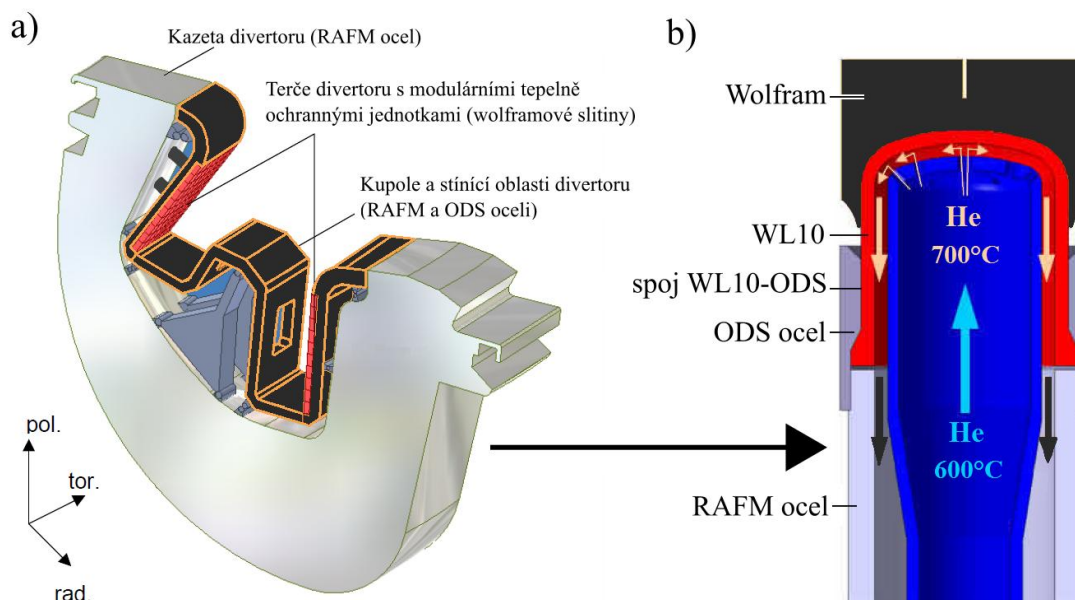 a)
Kazeta divertoru (RAFM ocel)
Terče divertoru s modulárními tepelně
ochrannými jednotkami (wolframové slitiny)
Kupole a stínící oblasti divertoru
(RAFM a ODS oceli)
pol.
tor.
rad.
b)
Wolfram
He
700°C
WL10
spoj WL10-ODS
ODS ocel
He
600°C
RAFM ocel